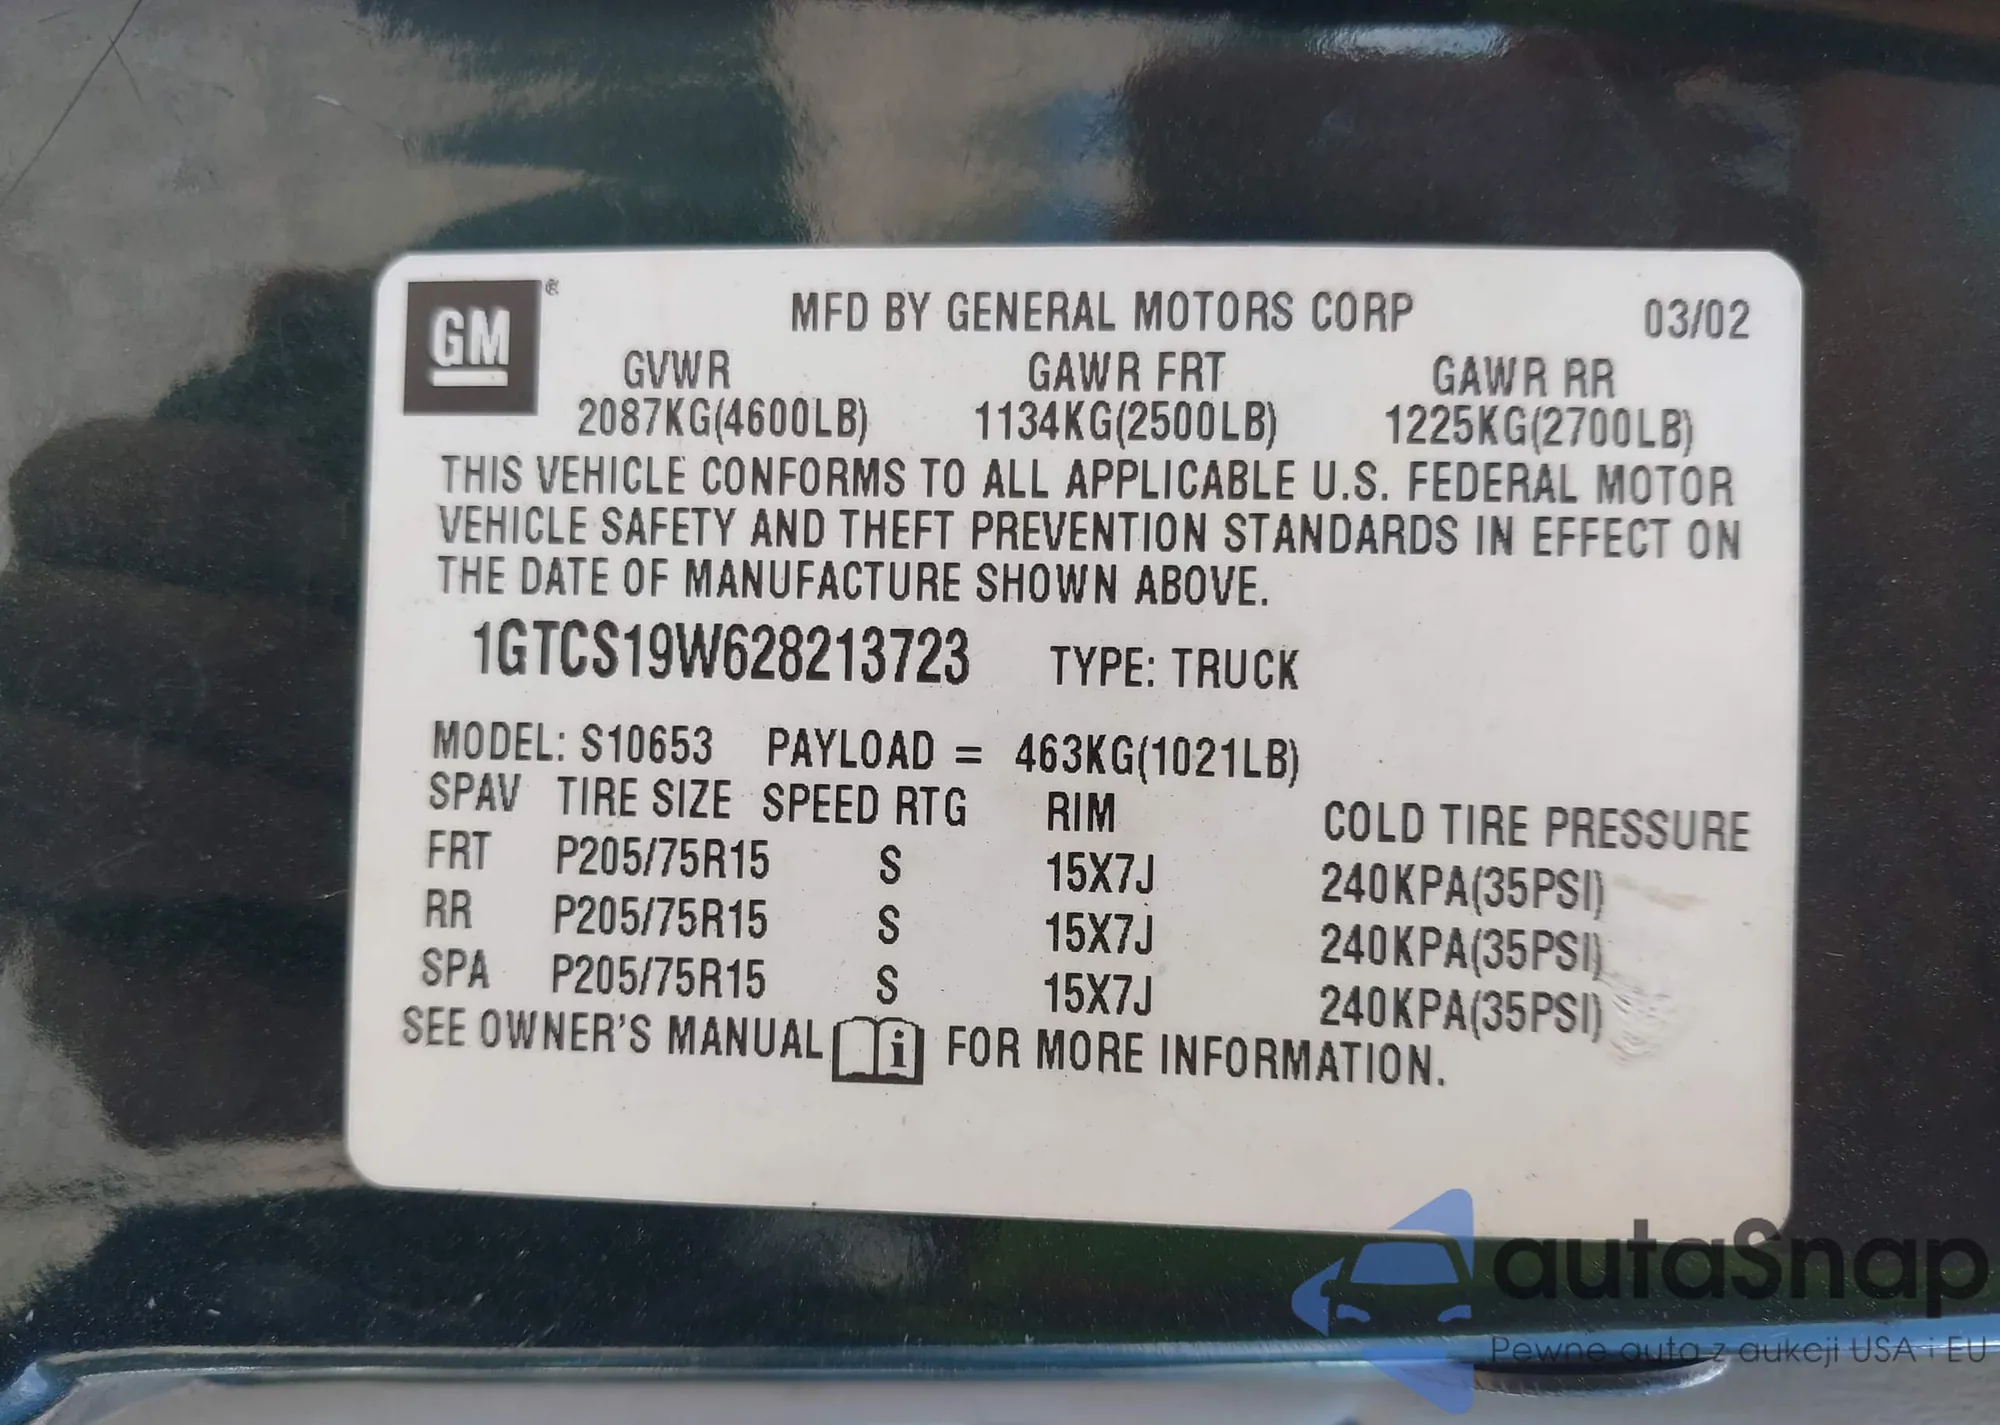 GM ®
MFD BY GENERAL MOTORS CORP 03/02
GVWR GAWR FRT GAWR RR
2087KG(4600LB) 1134KG(2500LB) 1225KG(2700LB)
THIS VEHICLE CONFORMS TO ALL APPLICABLE U.S. FEDERAL MOTOR
VEHICLE SAFETY AND THEFT PREVENTION STANDARDS IN EFFECT ON
THE DATE OF MANUFACTURE SHOWN ABOVE.
1GTCS19W628213723 TYPE: TRUCK
MODEL: S10653 PAYLOAD = 463KG(1021LB)
SPAV TIRE SIZE SPEED RTG RIM COLD TIRE PRESSURE
FRT P205/75R15 S 15X7J 240KPA(35PSI)
RR P205/75R15 S 15X7J 240KPA(35PSI)
SPA P205/75R15 S 15X7J 240KPA(35PSI)
SEE OWNER'S MANUAL i FOR MORE INFORMATION.
autaSnap
Pewne auta z aukcji USA i EU